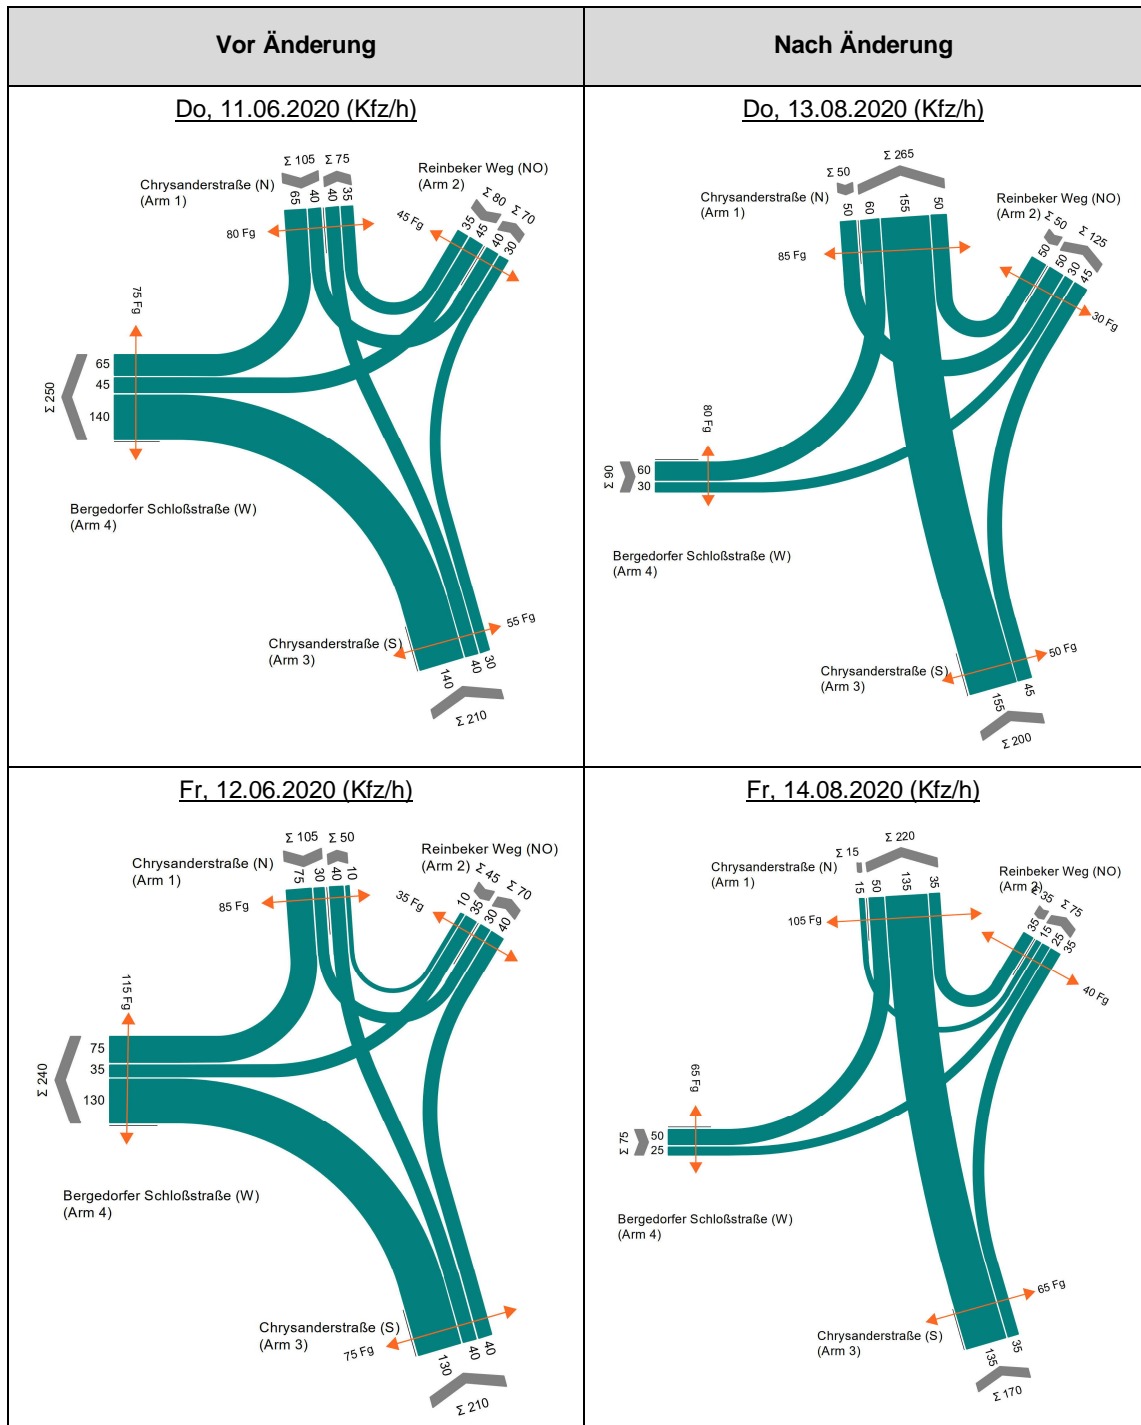 Vor Änderung
Nach Änderung
Do, 11.06.2020 (Kfz/h)
Σ 105
Σ 75
Chrysanderstraße (N)
(Arm 1)
65
40
40
35
80 Fg
Reinbeker Weg (NO)
(Arm 2)
Σ 80
Σ 70
45 Fg
35
45
40
30
75 Fg
65
45
140
Σ 250
Bergedorfer Schloßstraße (W)
(Arm 4)
Chrysanderstraße (S)
(Arm 3)
55 Fg
140
40
30
Σ 210
Do, 13.08.2020 (Kfz/h)
Σ 50
Σ 265
Chrysanderstraße (N)
(Arm 1)
50
60
155
50
85 Fg
Reinbeker Weg (NO)
(Arm 2)
Σ 50
Σ 125
50
50
30
45
30 Fg
80 Fg
60
30
Σ 90
Bergedorfer Schloßstraße (W)
(Arm 4)
Chrysanderstraße (S)
(Arm 3)
50 Fg
155
45
Σ 200
Fr, 12.06.2020 (Kfz/h)
Σ 105
Σ 50
Chrysanderstraße (N)
(Arm 1)
75
30
40
10
85 Fg
Reinbeker Weg (NO)
(Arm 2)
Σ 45
Σ 70
35 Fg
10
35
30
40
115 Fg
75
35
130
Σ 240
Bergedorfer Schloßstraße (W)
(Arm 4)
Chrysanderstraße (S)
(Arm 3)
75 Fg
130
40
40
Σ 210
Fr, 14.08.2020 (Kfz/h)
Σ 15
Σ 220
Chrysanderstraße (N)
(Arm 1)
15
50
135
35
105 Fg
Reinbeker Weg (NO)
(Arm 2)
Σ 35
Σ 75
35
15
25
35
40 Fg
65 Fg
50
25
Σ 75
Bergedorfer Schloßstraße (W)
(Arm 4)
Chrysanderstraße (S)
(Arm 3)
65 Fg
135
35
Σ 170